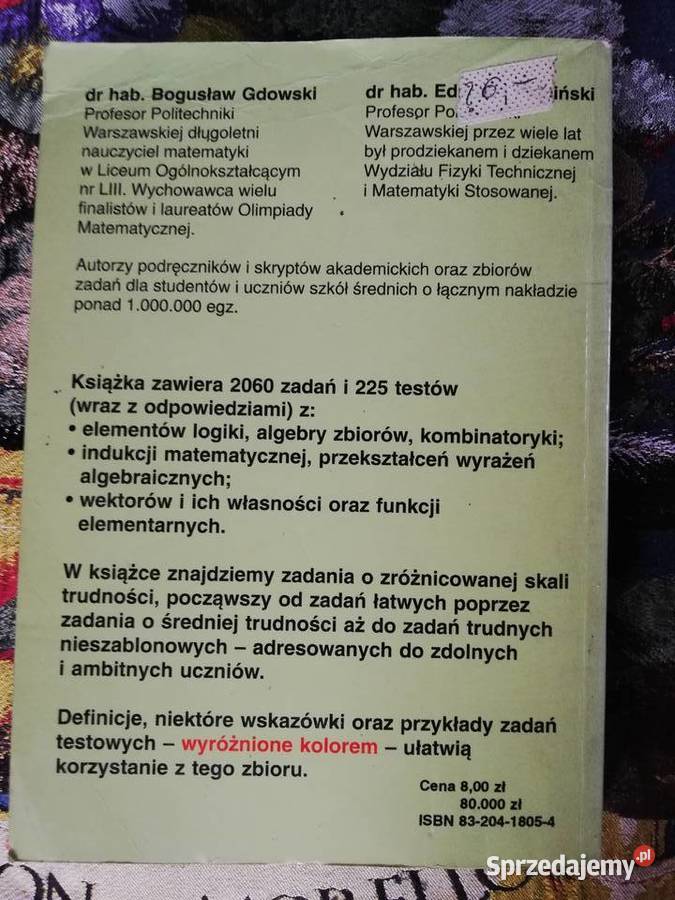 dr hab. Bogusław Gdowski
Profesor Politechniki
Warszawskiej długoletni
nauczyciel matematyki
w Liceum Ogólnokształcącym
nr LIII. Wychowawca wielu
finalistów i laureatów Olimpiady
Matematycznej.
dr hab.
Profesor
Warszawskiej przez wiele lat
był prodziekanem i dziekanem
Wydziału Fizyki Technicznej
i Matematyki Stosowanej.
Autorzy podręczników i skryptów akademickich oraz zbiorów
zadań dla studentów i uczniów szkół średnich o łącznym nakładzie
ponad 1.000.000 egz.
Książka zawiera 2060 zadań i 225 testów
(wraz z odpowiedziami) z:
• elementów logiki, algebry zbiorów, kombinatoryki;
• indukcji matematycznej, przekształceń wyrażeń
algebraicznych;
• wektorów i ich własności oraz funkcji
elementarnych.
W książce znajdziemy zadania o zróżnicowanej skali
trudności, począwszy od zadań łatwych poprzez
zadania o średniej trudności aż do zadań trudnych
nieszablonowych – adresowanych do zdolnych
i ambitnych uczniów.
Definicje, niektóre wskazówki oraz przykłady zadań
testowych – wyróżnione kolorem – ułatwią
korzystanie z tego zbioru.
Cena 8,00 zł
80.000 zł
ISBN 83-204-1805-4
Sprzedajemy.pl